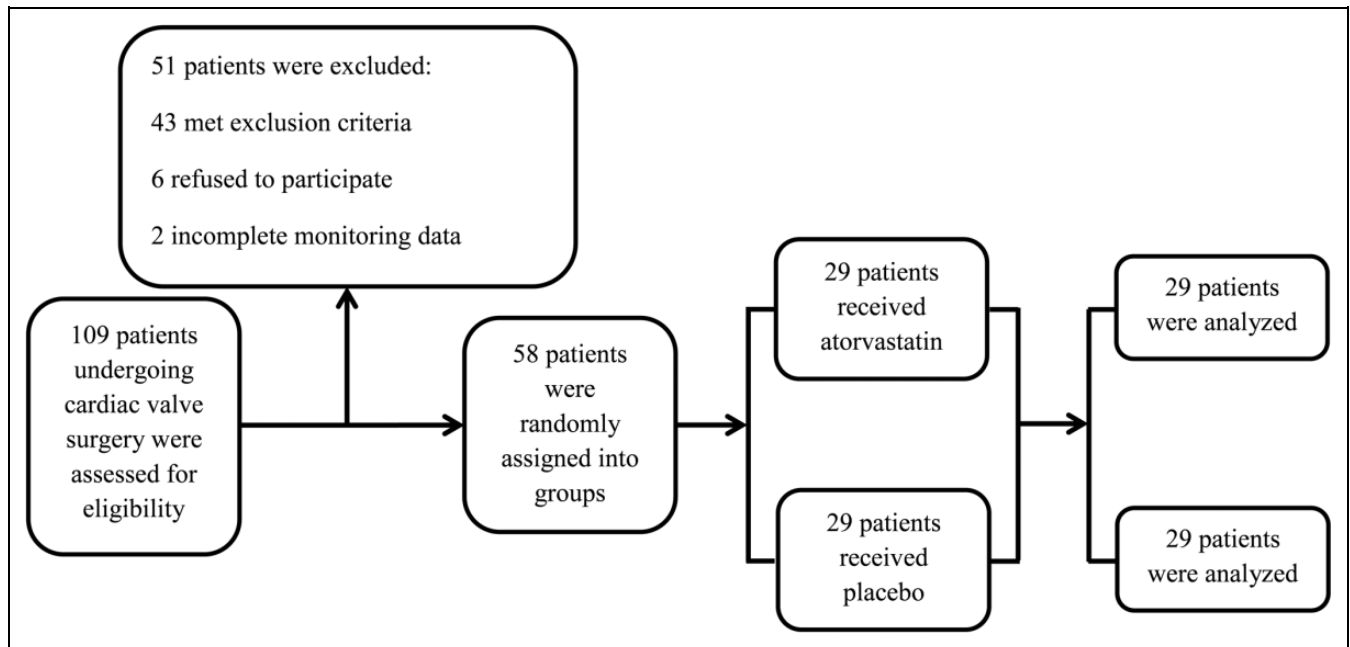 51 patients were excluded:
43 met exclusion criteria
6 refused to participate
2 incomplete monitoring data
109 patients
undergoing
cardiac valve
surgery were
assessed for
eligibility
58 patients
were
randomly
assigned into
groups
29 patients
received
atorvastatin
29 patients
received
placebo
29 patients
were analyzed
29 patients
were analyzed